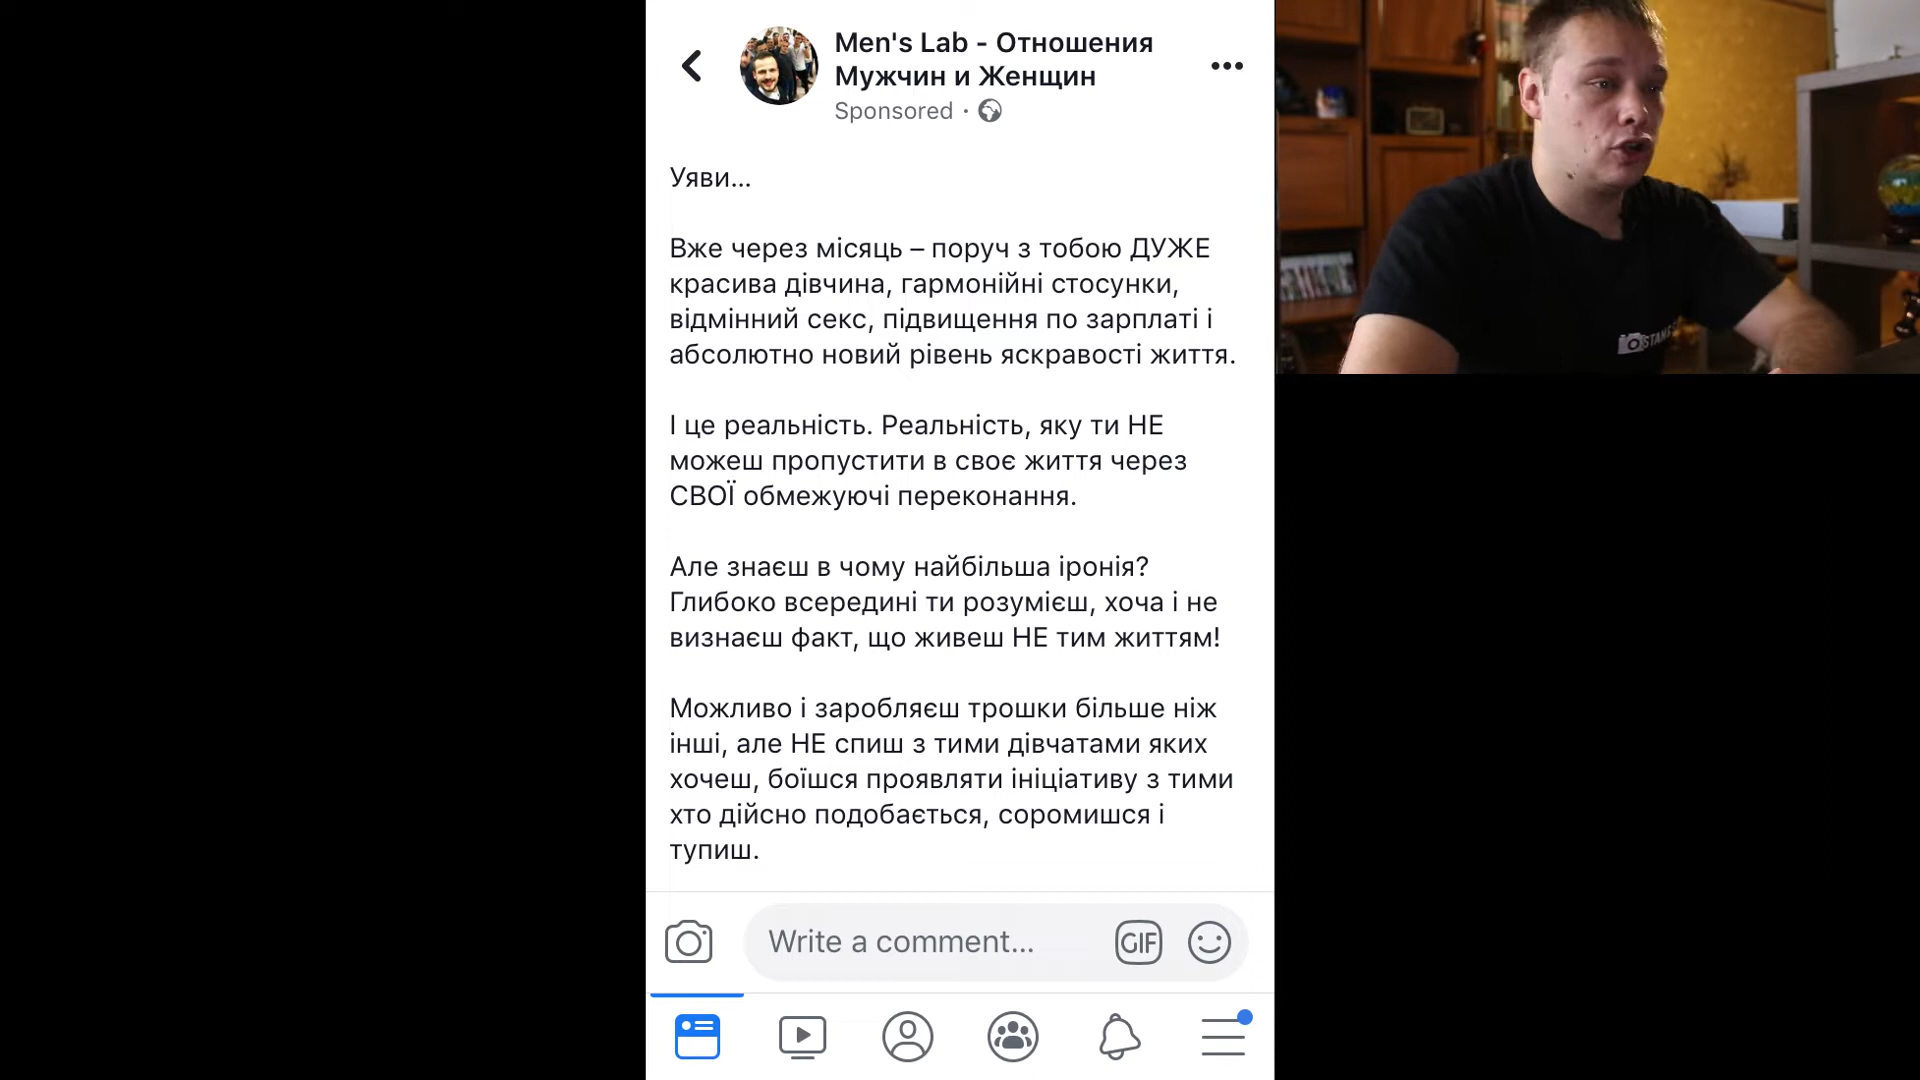 Men's Lab - Отношения
Мужчин и Женщин
Sponsored ·
Уяви...
Вже через місяць – поруч з тобою ДУЖЕ
красива дівчина, гармонійні стосунки,
відмінний секс, підвищення по зарплаті і
абсолютно новий рівень яскравості життя.
І це реальність. Реальність, яку ти НЕ
можеш пропустити в своє життя через
СВОЇ обмежуючі переконання.
Але знаєш в чому найбільша іронія?
Глибоко всередині ти розумієш, хоча і не
визнаєш факт, що живеш НЕ тим життям!
Можливо і заробляєш трошки більше ніж
інші, але НЕ спиш з тими дівчатами яких
хочеш, боїшся проявляти ініціативу з тими
хто дійсно подобається, соромишся і
тупиш.
Write a comment...
GIF